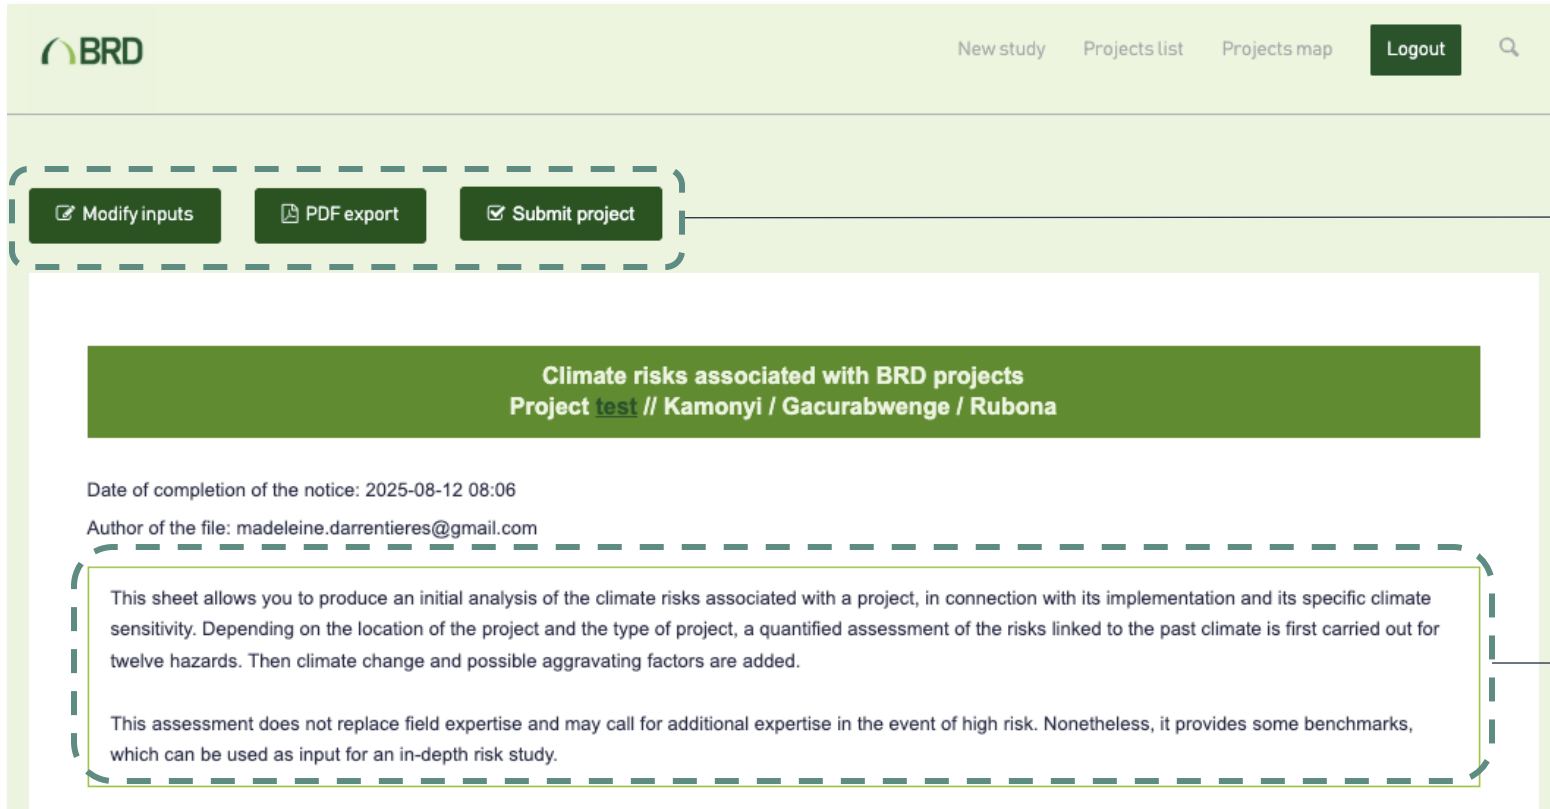 BRD
New study Projects list Projects map Logout
Modify inputs PDF export Submit project
Climate risks associated with BRD projects
Project test // Kamonyi / Gacurabwenge / Rubona
Date of completion of the notice: 2025-08-12 08:06
Author of the file: madeleine.darrentieres@gmail.com
This sheet allows you to produce an initial analysis of the climate risks associated with a project, in connection with its implementation and its specific climate
sensitivity. Depending on the location of the project and the type of project, a quantified assessment of the risks linked to the past climate is first carried out for
twelve hazards. Then climate change and possible aggravating factors are added.
This assessment does not replace field expertise and may call for additional expertise in the event of high risk. Nonetheless, it provides some benchmarks,
which can be used as input for an in-depth risk study.